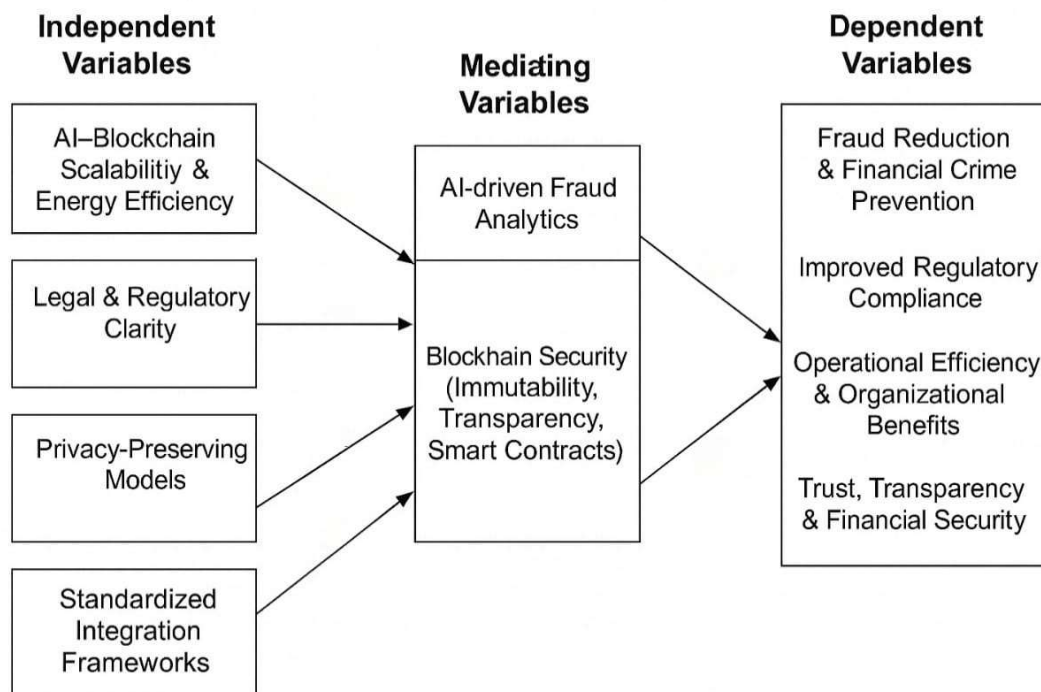 Independent
Variables
AI–Blockchain
Scalabilitiy &
Energy Efficiency
Legal & Regulatory
Clarity
Privacy-Preserving
Models
Standardized
Integration
Frameworks
Mediating
Variables
AI-driven Fraud
Analytics
Blockhain Security
(Immutability,
Transparency,
Smart Contracts)
Dependent
Variables
Fraud Reduction
& Financial Crime
Prevention
Improved Regulatory
Compliance
Operational Efficiency
& Organizational
Benefits
Trust, Transparency
& Financial Security